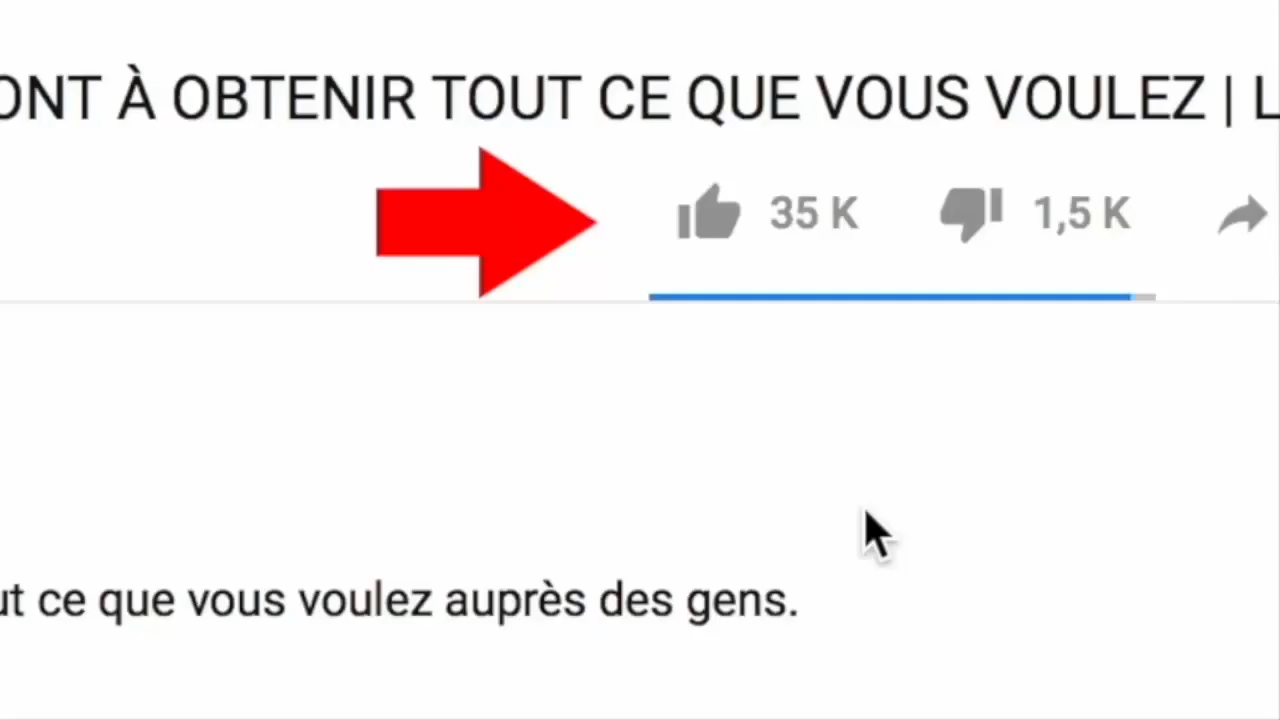 ONT À OBTENIR TOUT CE QUE VOUS VOULEZ | L
35 K 1,5 K
ut ce que vous voulez auprès des gens.